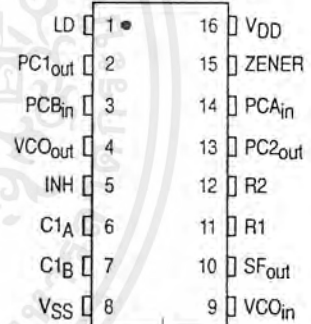 LD 1 16 VDD
PC1out 2 15 ZENER
PCBin 3 14 PCAin
VCOout 4 13 PC2out
INH 5 12 R2
C1A 6 11 R1
C1B 7 10 SFout
VSS 8 9 VCOin